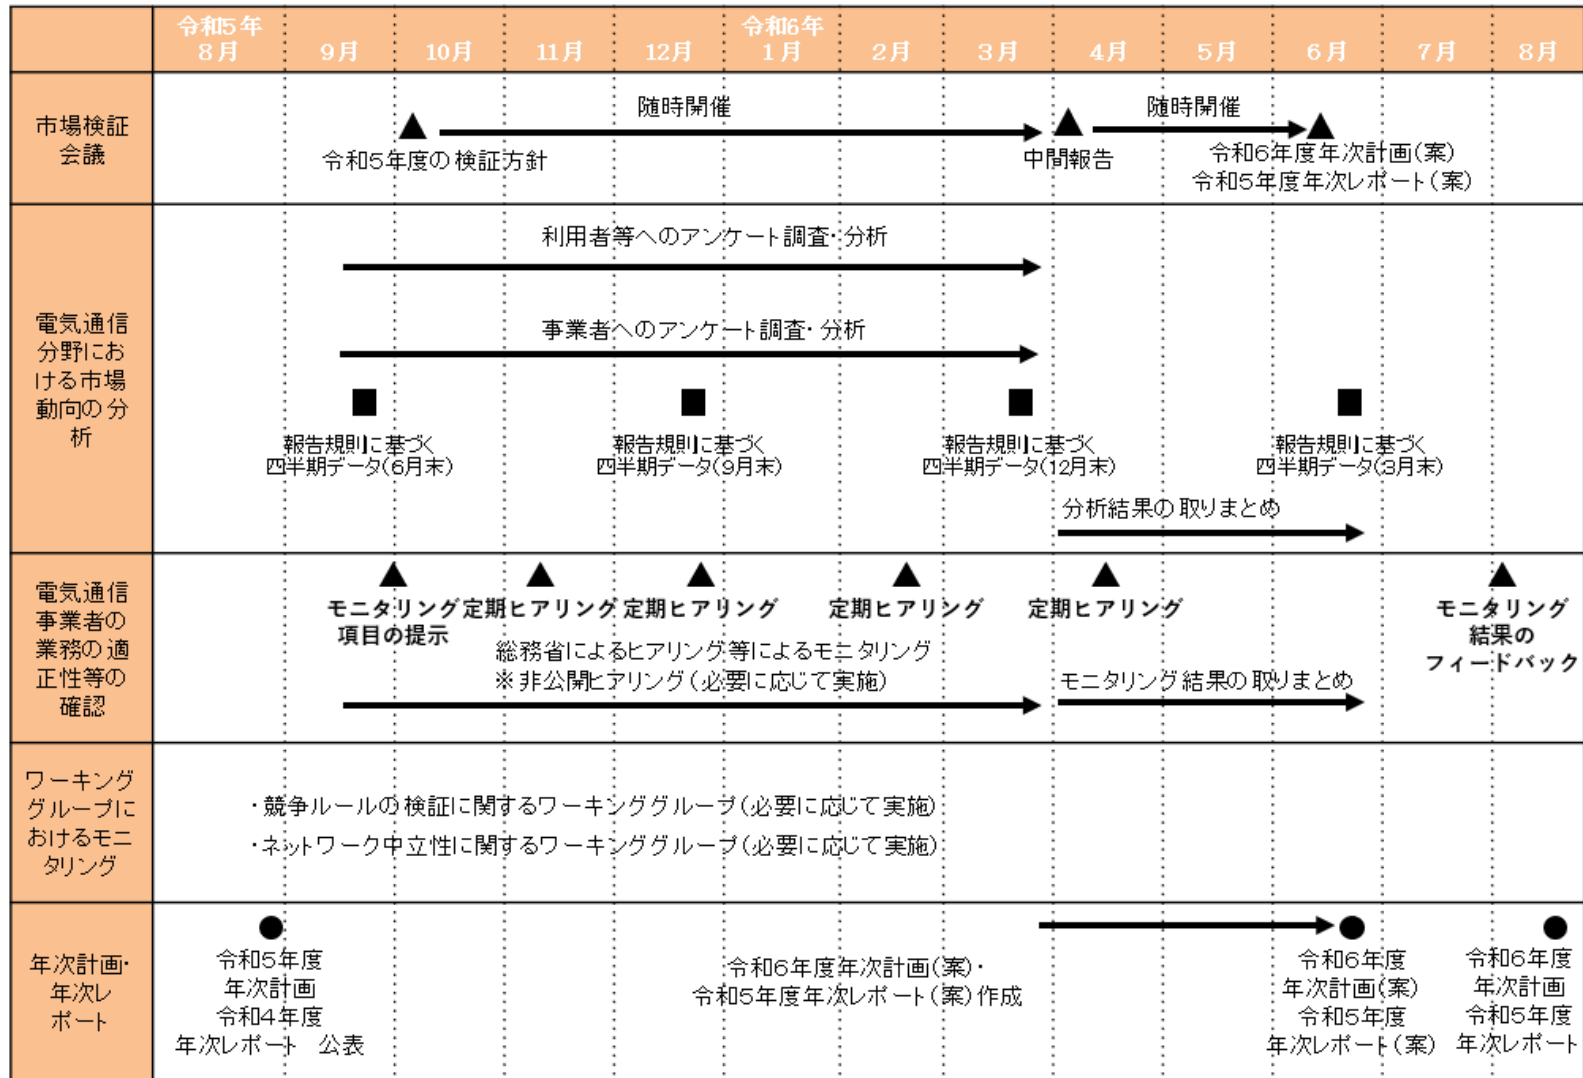 令和5年
8月
9月
10月
11月
12月
令和6年
1月
2月
3月
4月
5月
6月
7月
8月
市場検証
会議
随時開催
随時開催
令和5年度の検証方針
中間報告
令和6年度年次計画(案)
令和5年度年次レポート(案)
電気通信
分野にお
ける市場
動向の分
析
利用者等へのアンケート調査・分析
事業者へのアンケート調査・分析
報告規則に基づく
四半期データ(6月末)
報告規則に基づく
四半期データ(9月末)
報告規則に基づく
四半期データ(12月末)
報告規則に基づく
四半期データ(3月末)
分析結果の取りまとめ
電気通信
事業者の
業務の適
正性等の
確認
モニタリング
項目の提示
定期ヒアリング
定期ヒアリング
定期ヒアリング
定期ヒアリング
モニタリング
結果の
フィードバック
総務省によるヒアリング等によるモニタリング
※非公開ヒアリング(必要に応じて実施)
モニタリング結果の取りまとめ
ワーキング
グループに
おけるモニ
タリング
・競争ルールの検証に関するワーキンググループ(必要に応じて実施)
・ネットワーク中立性に関するワーキンググループ(必要に応じて実施)
年次計画・
年次レ
ポート
令和5年度
年次計画
令和4年度
年次レポート 公表
令和6年度年次計画(案)・
令和5年度年次レポート(案)作成
令和6年度
年次計画(案)
令和5年度
年次レポート(案)
令和6年度
年次計画
令和5年度
年次レポート